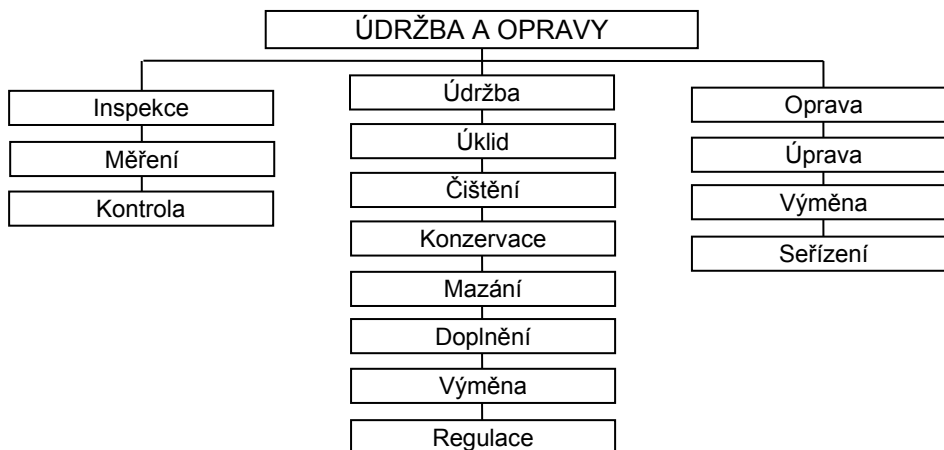 ÚDRŽBA A OPRAVY
Inspekce
Měření
Kontrola
Údržba
Úklid
Čištění
Konzervace
Mazání
Doplnění
Výměna
Regulace
Oprava
Úprava
Výměna
Seřízení